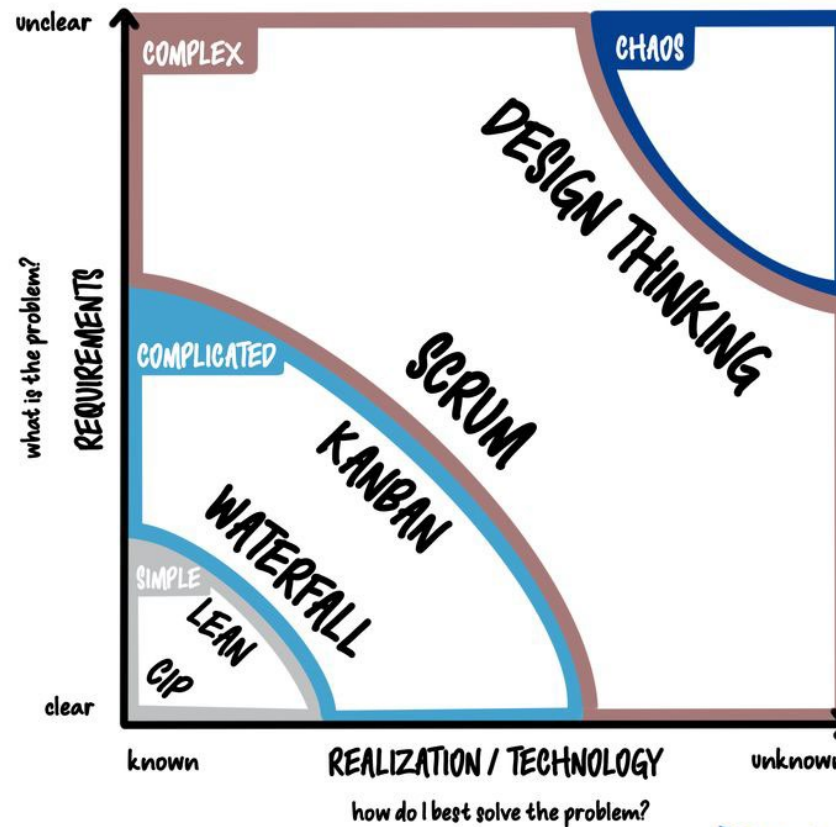 unclear
COMPLEX
CHAOS
DESIGN THINKING
what is the problem?
REQUIREMENTS
COMPLICATED
SCRUM
KANBAN
WATERFALL
SIMPLE
LEAN
CIP
clear
known
REALIZATION / TECHNOLOGY
unknown
how do I best solve the problem?